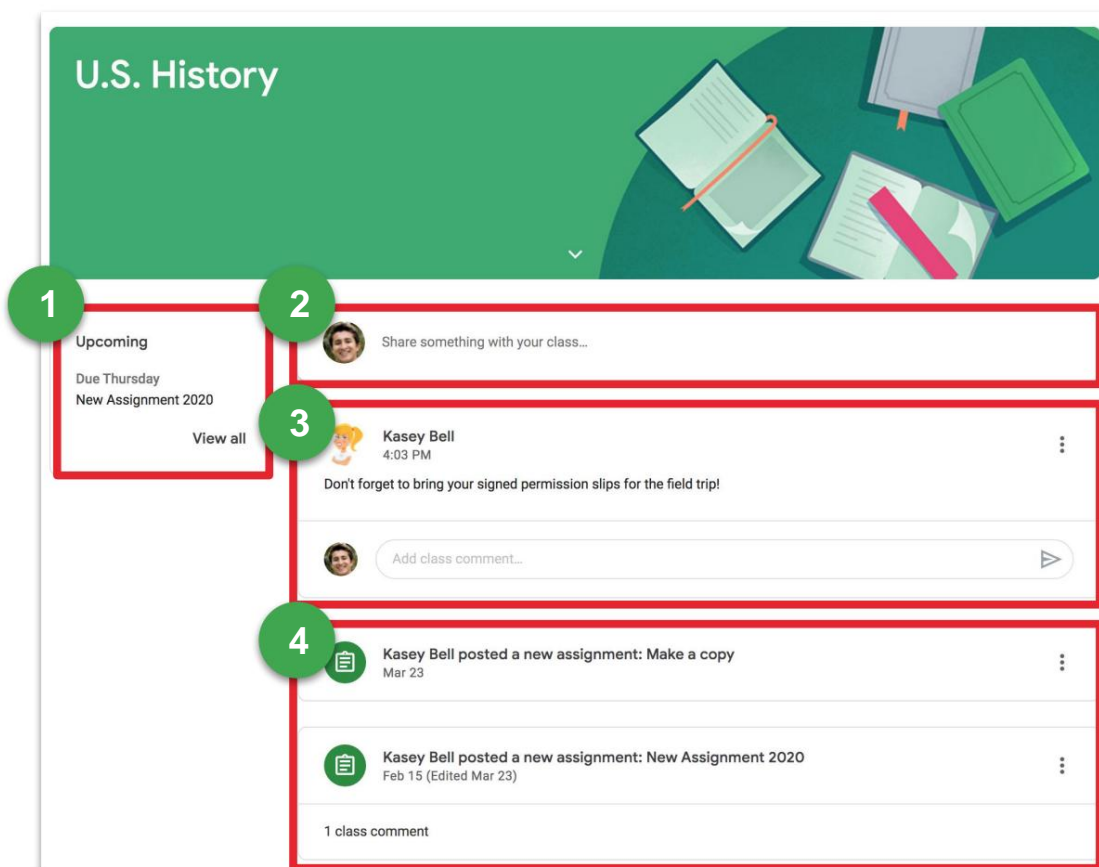 U.S. History
1
Upcoming
Due Thursday
New Assignment 2020
View all
2
Share something with your class...
3
Kasey Bell
4:03 PM
Don't forget to bring your signed permission slips for the field trip!
Add class comment...
4
Kasey Bell posted a new assignment: Make a copy
Mar 23
Kasey Bell posted a new assignment: New Assignment 2020
Feb 15 (Edited Mar 23)
1 class comment